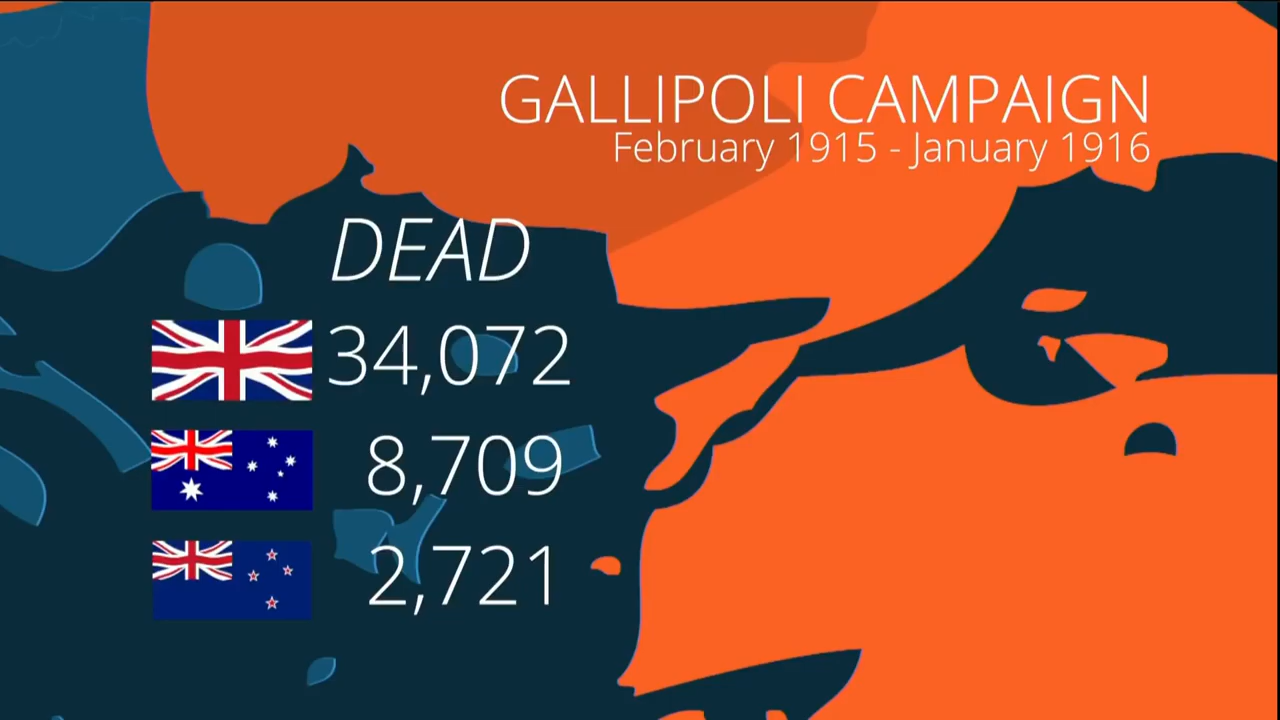 GALLIPOLI CAMPAIGN
February 1915 - January 1916
DEAD
34,072
8,709
2,721